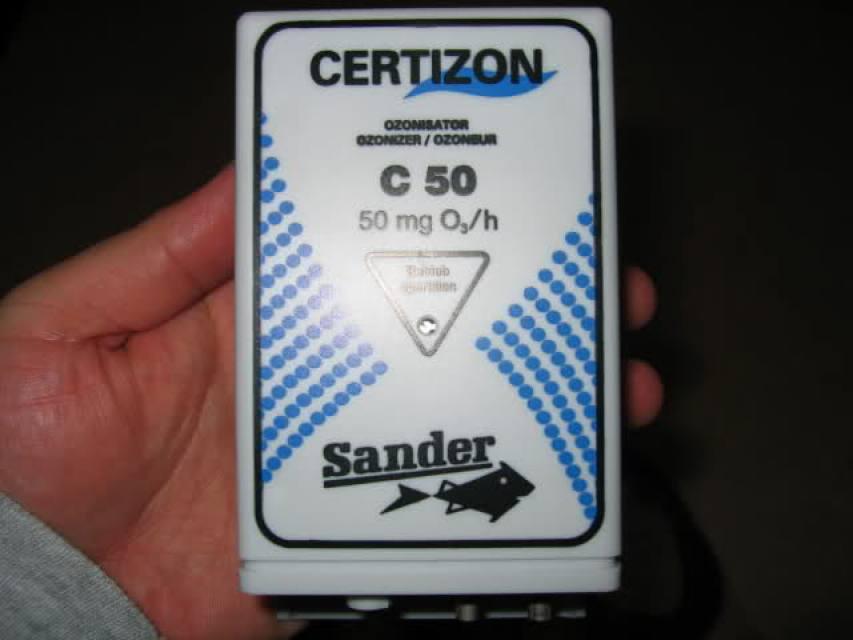 CERTIZON
OZONISATOR
OZONIZER / OZONEUR
C 50
50 mg O₃/h
Sander